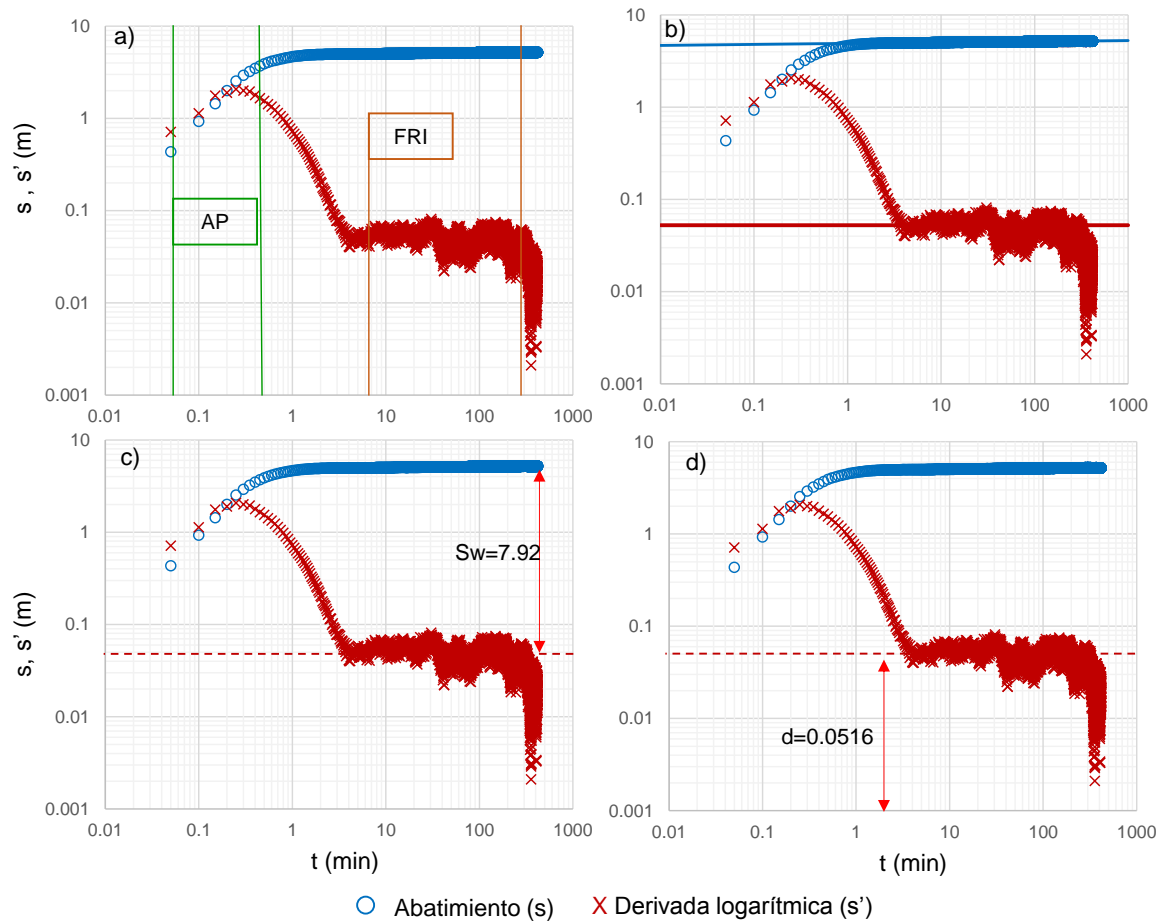 a)
10
1
0.1
0.01
0.001
0.01 0.1 1 10 100 1000
FRI
AP
s , s’ (m)
b)
10
1
0.1
0.01
0.001
0.01 0.1 1 10 100 1000
c)
10
1
0.1
0.01
0.001
0.01 0.1 1 10 100 1000
Sw=7.92
s, s’ (m)
t (min)
d)
10
1
0.1
0.01
0.001
0.01 0.1 1 10 100 1000
d=0.0516
t (min)
Abatimiento (s) X Derivada logarítmica (s’)